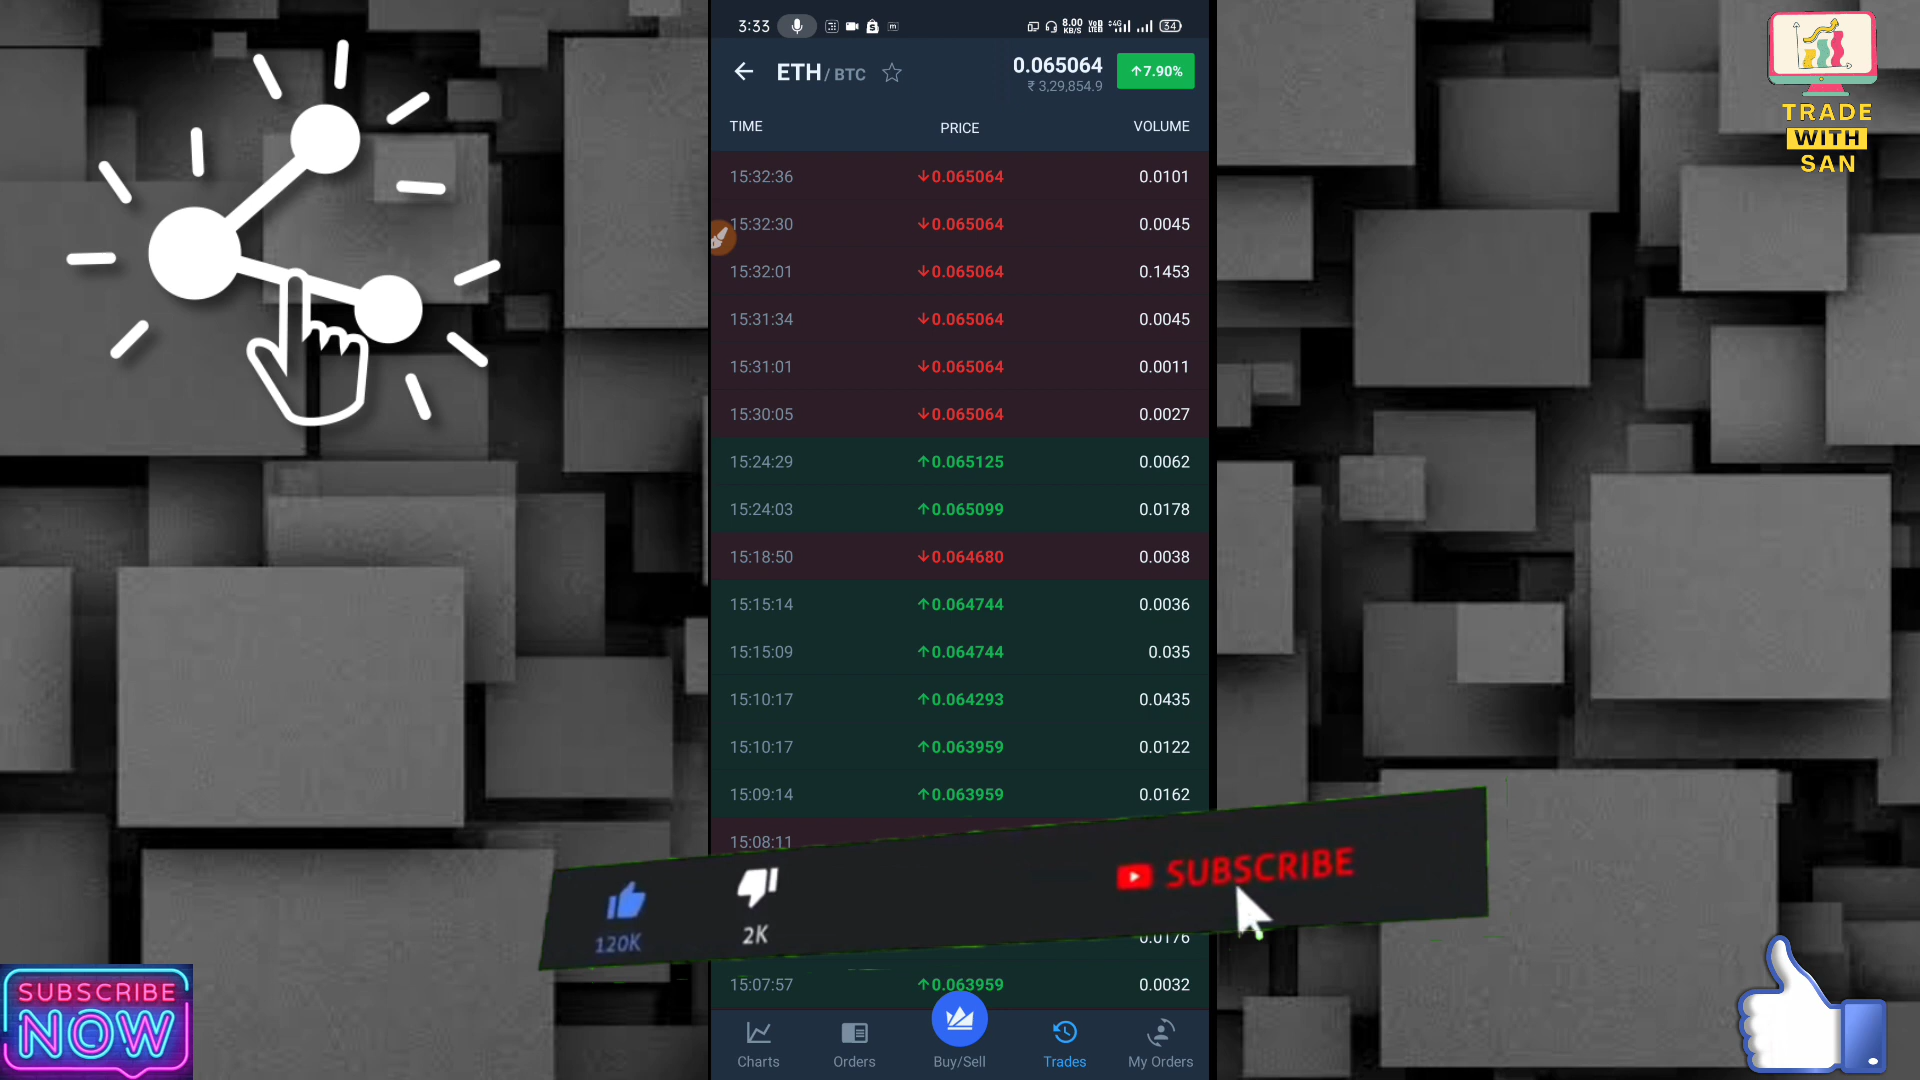 3:33
8.00 KB/S
4G
34
ETH / BTC
0.065064
₹ 3,29,854.9
↑7.90%
TIME PRICE VOLUME
15:32:36 ↓0.065064 0.0101
15:32:30 ↓0.065064 0.0045
15:32:01 ↓0.065064 0.1453
15:31:34 ↓0.065064 0.0045
15:31:01 ↓0.065064 0.0011
15:30:05 ↓0.065064 0.0027
15:24:29 ↑0.065125 0.0062
15:24:03 ↑0.065099 0.0178
15:18:50 ↓0.064680 0.0038
15:15:14 ↑0.064744 0.0036
15:15:09 ↑0.064744 0.035
15:10:17 ↑0.064293 0.0435
15:10:17 ↑0.063959 0.0122
15:09:14 ↑0.063959 0.0162
15:08:11
0.0176
15:07:57 ↑0.063959 0.0032
Charts Orders Buy/Sell Trades My Orders
120K 2K SUBSCRIBE
SUBSCRIBE
NOW
TRADE
WITH
SAN